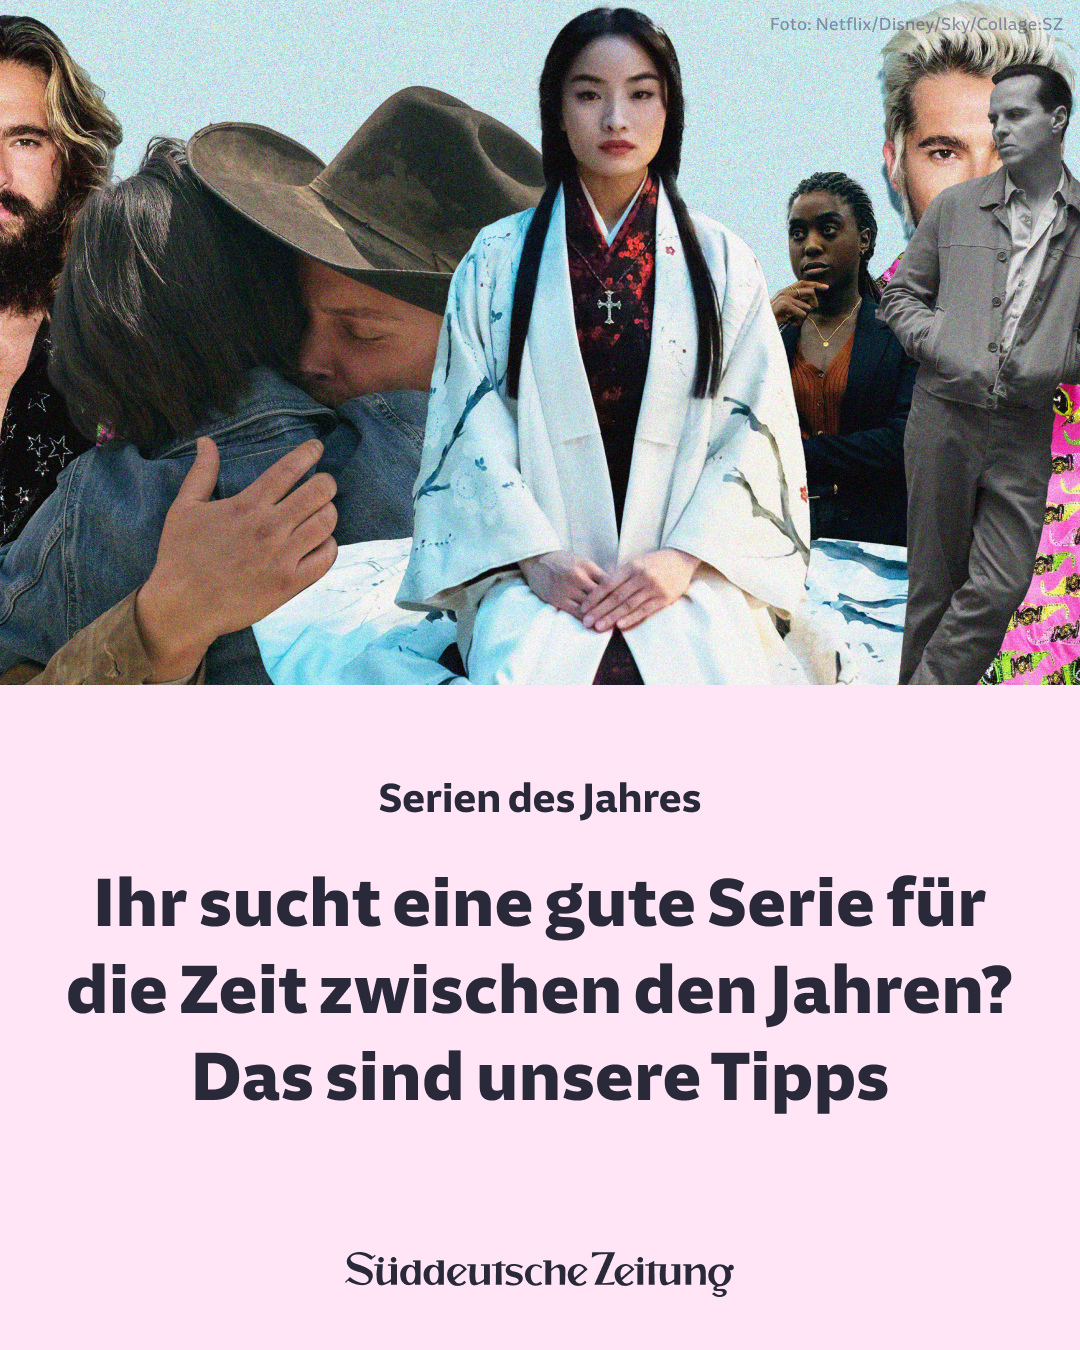 Foto: Netflix/Disney/Sky/Collage:SZ
Serien des Jahres
Ihr sucht eine gute Serie für
die Zeit zwischen den Jahren?
Das sind unsere Tipps
Süddeutsche Zeitung